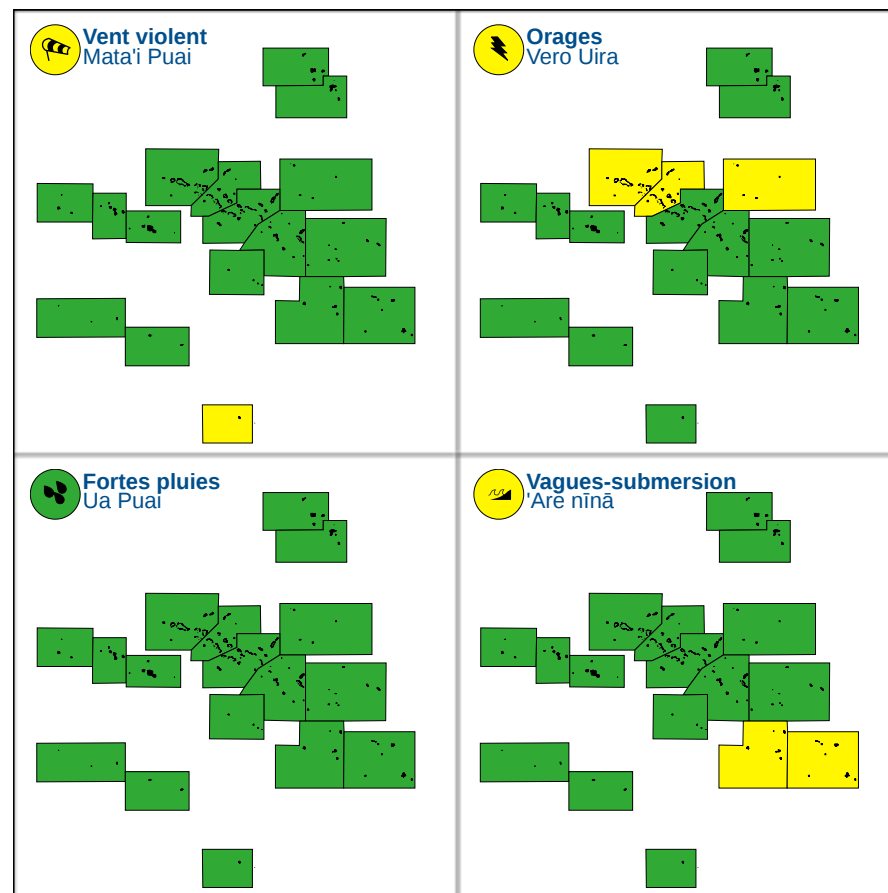 Vent violent
Mata'i Puai
Orages
Vero Uira
Fortes pluies
Ua Puai
Vagues-submersion
'Are nīnā